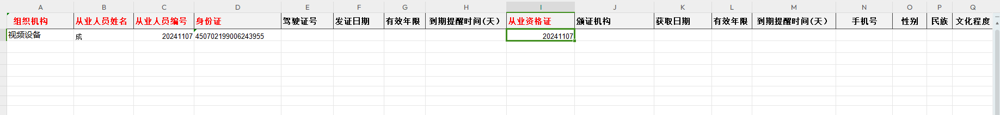 A B C D E F G H I J K L M N O P Q
组织机构 从业人员姓名 从业人员编号 身份证 驾驶证号 发证日期 有效年限 到期提醒时间(天) 从业资格证 颁证机构 获取日期 有效年限 到期提醒时间(天) 手机号 性别 民族 文化程度
视频设备 成 20241107 450702199006243955 20241107